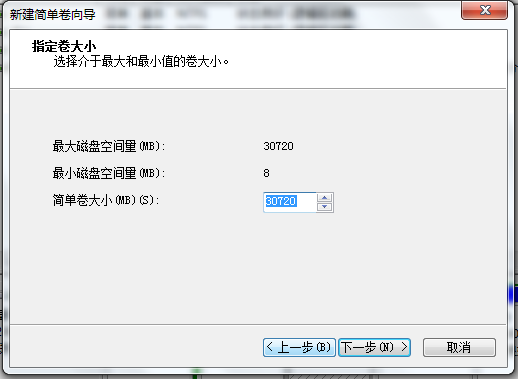 新建简单卷向导
指定卷大小
选择介于最大和最小值的卷大小。
最大磁盘空间量(MB): 30720
最小磁盘空间量(MB): 8
简单卷大小(MB)(S): 30720
< 上一步(B) 下一步(N) > 取消